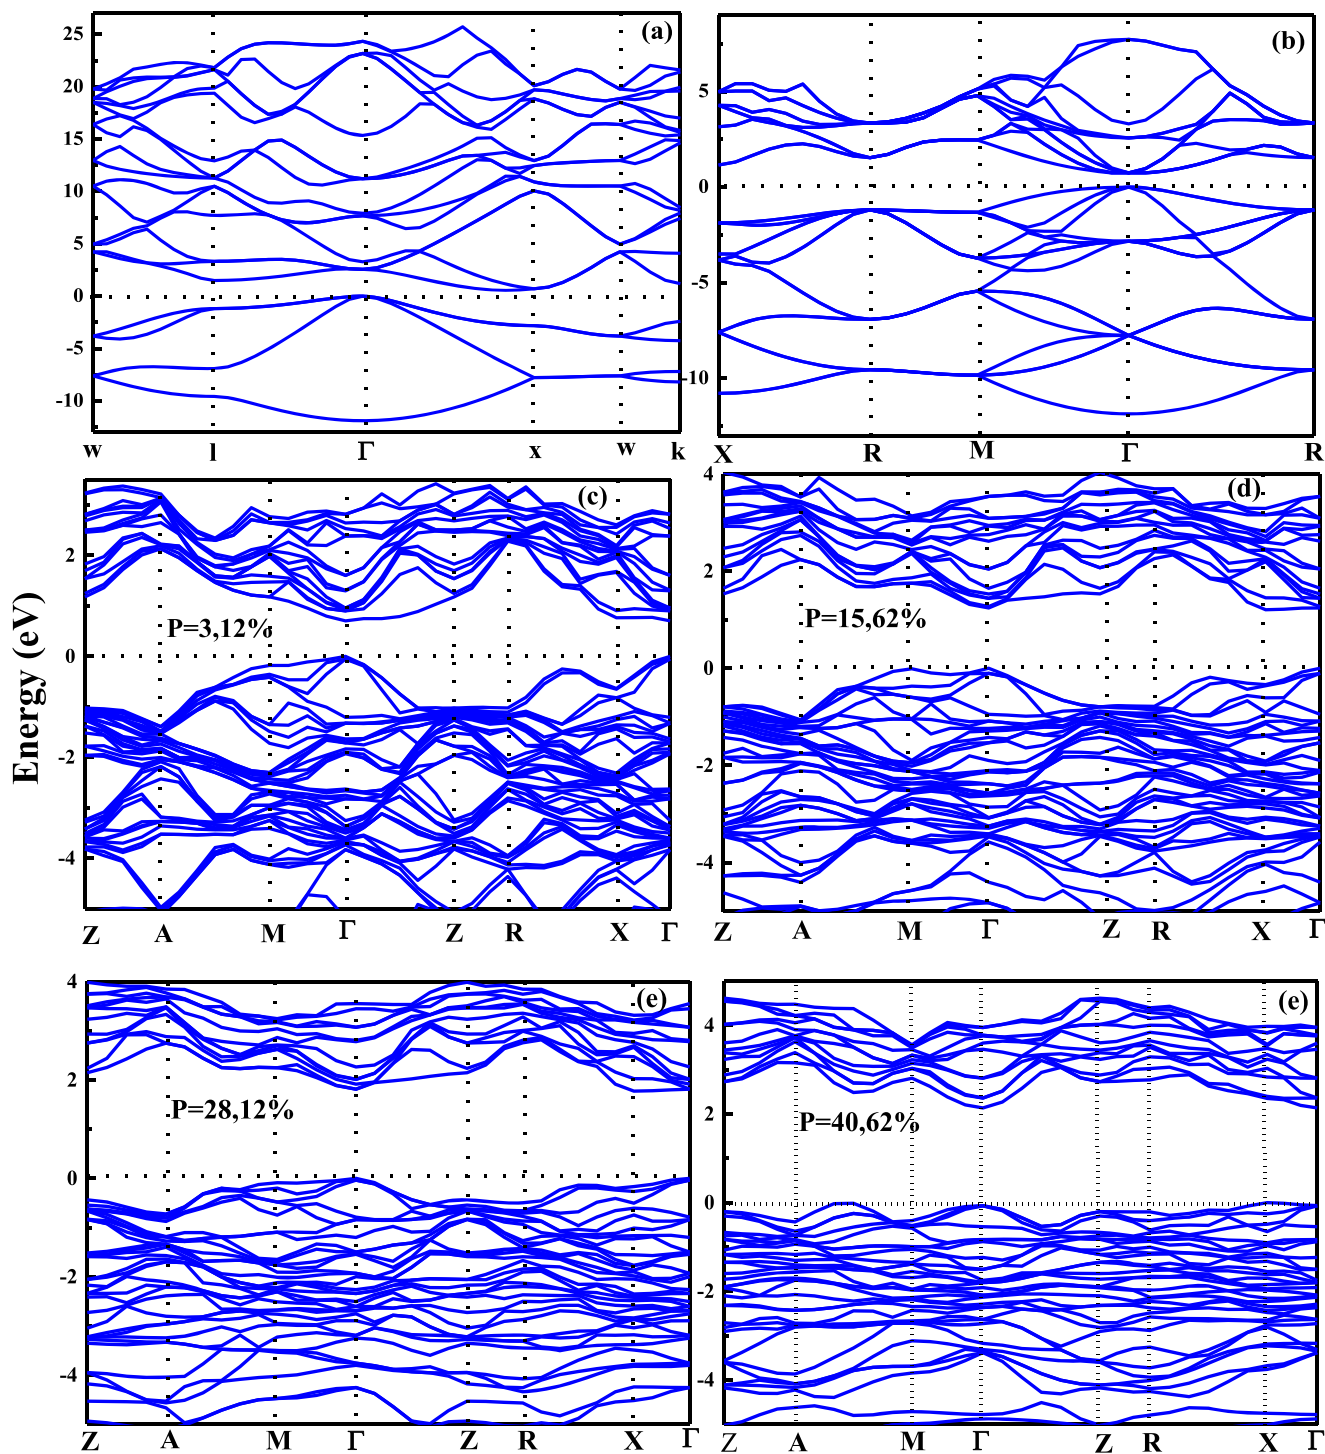 (a)
25
20
15
10
5
0
-5
-10
w l Γ x w k
(b)
5
0
-5
-10
X R M Γ R
Energy (eV)
(c)
2
0
-2
-4
P=3,12%
Z A M Γ Z R X Γ
(d)
4
2
0
-2
-4
P=15,62%
Z A M Γ Z R X Γ
(e)
4
2
0
-2
-4
P=28,12%
Z A M Γ Z R X Γ
(e)
4
2
0
-2
-4
P=40,62%
Z A M Γ Z R X Γ